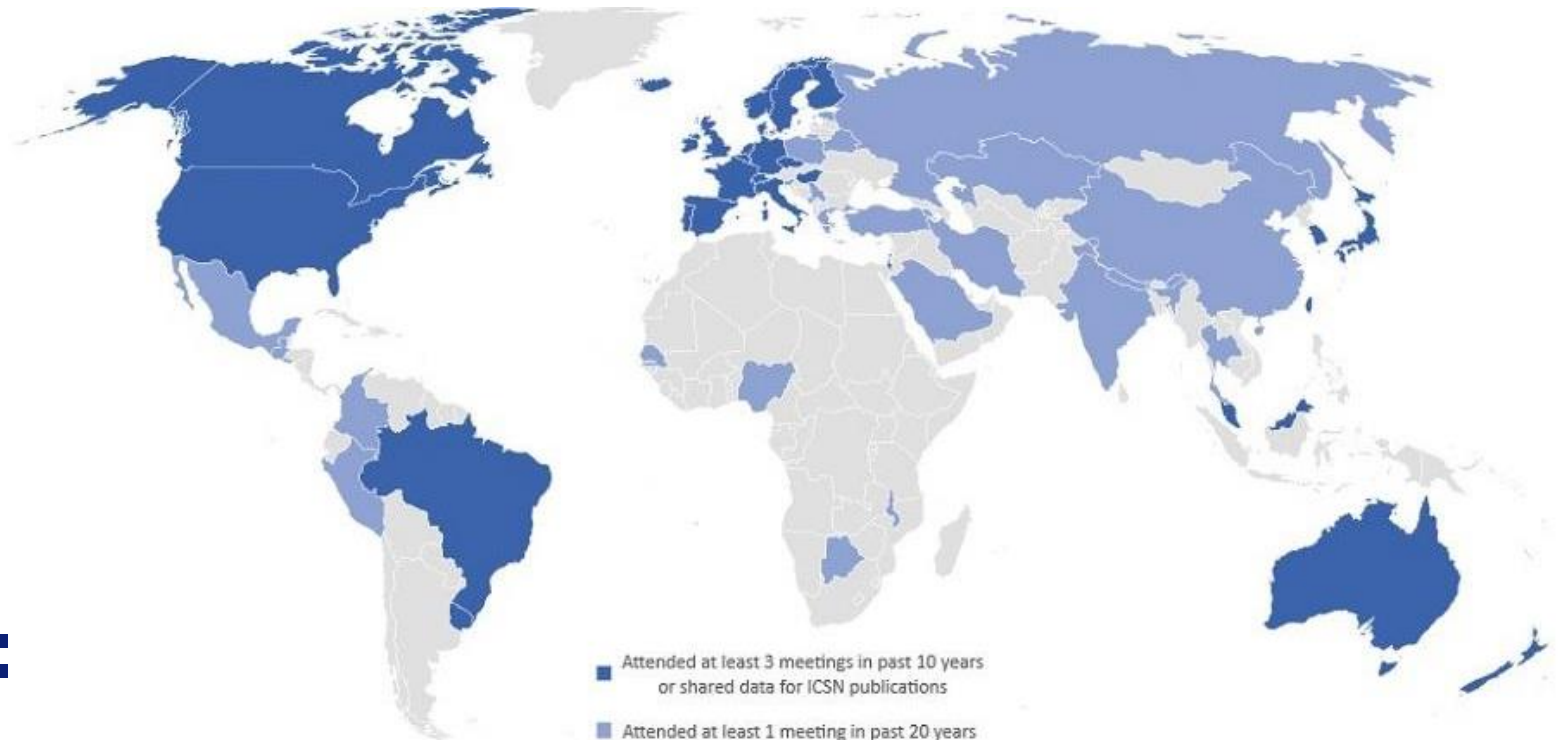 Attended at least 3 meetings in past 10 years
or shared data for ICSN publications
Attended at least 1 meeting in past 20 years